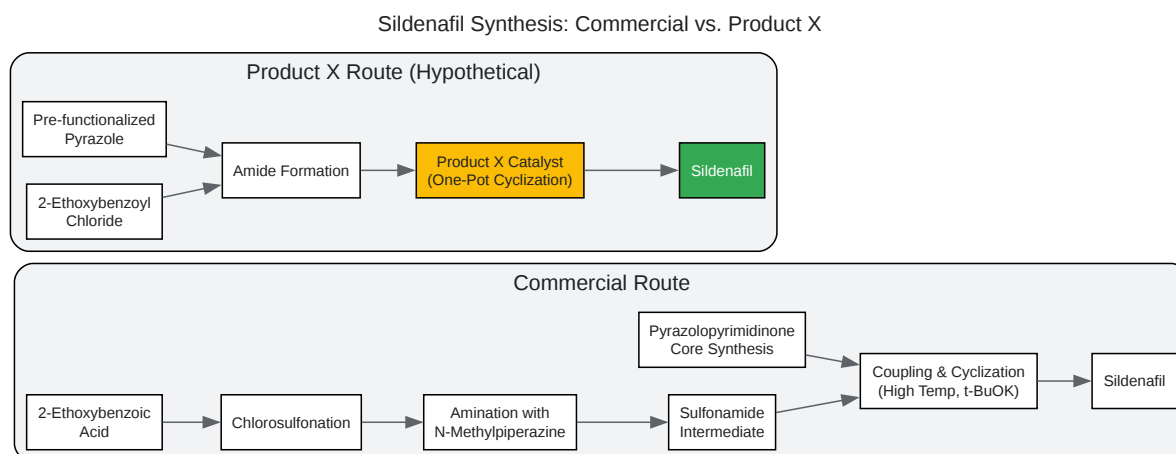 Sildenafil Synthesis: Commercial vs. Product X
Product X Route (Hypothetical)
Pre-functionalized
Pyrazole
2-Ethoxybenzoyl
Chloride
Amide Formation
Product X Catalyst
(One-Pot Cyclization)
Sildenafil
Commercial Route
2-Ethoxybenzoic
Acid
Chlorosulfonation
Amination with
N-Methylpiperazine
Sulfonamide
Intermediate
Pyrazolopyrimidinone
Core Synthesis
Coupling & Cyclization
(High Temp, t-BuOK)
Sildenafil